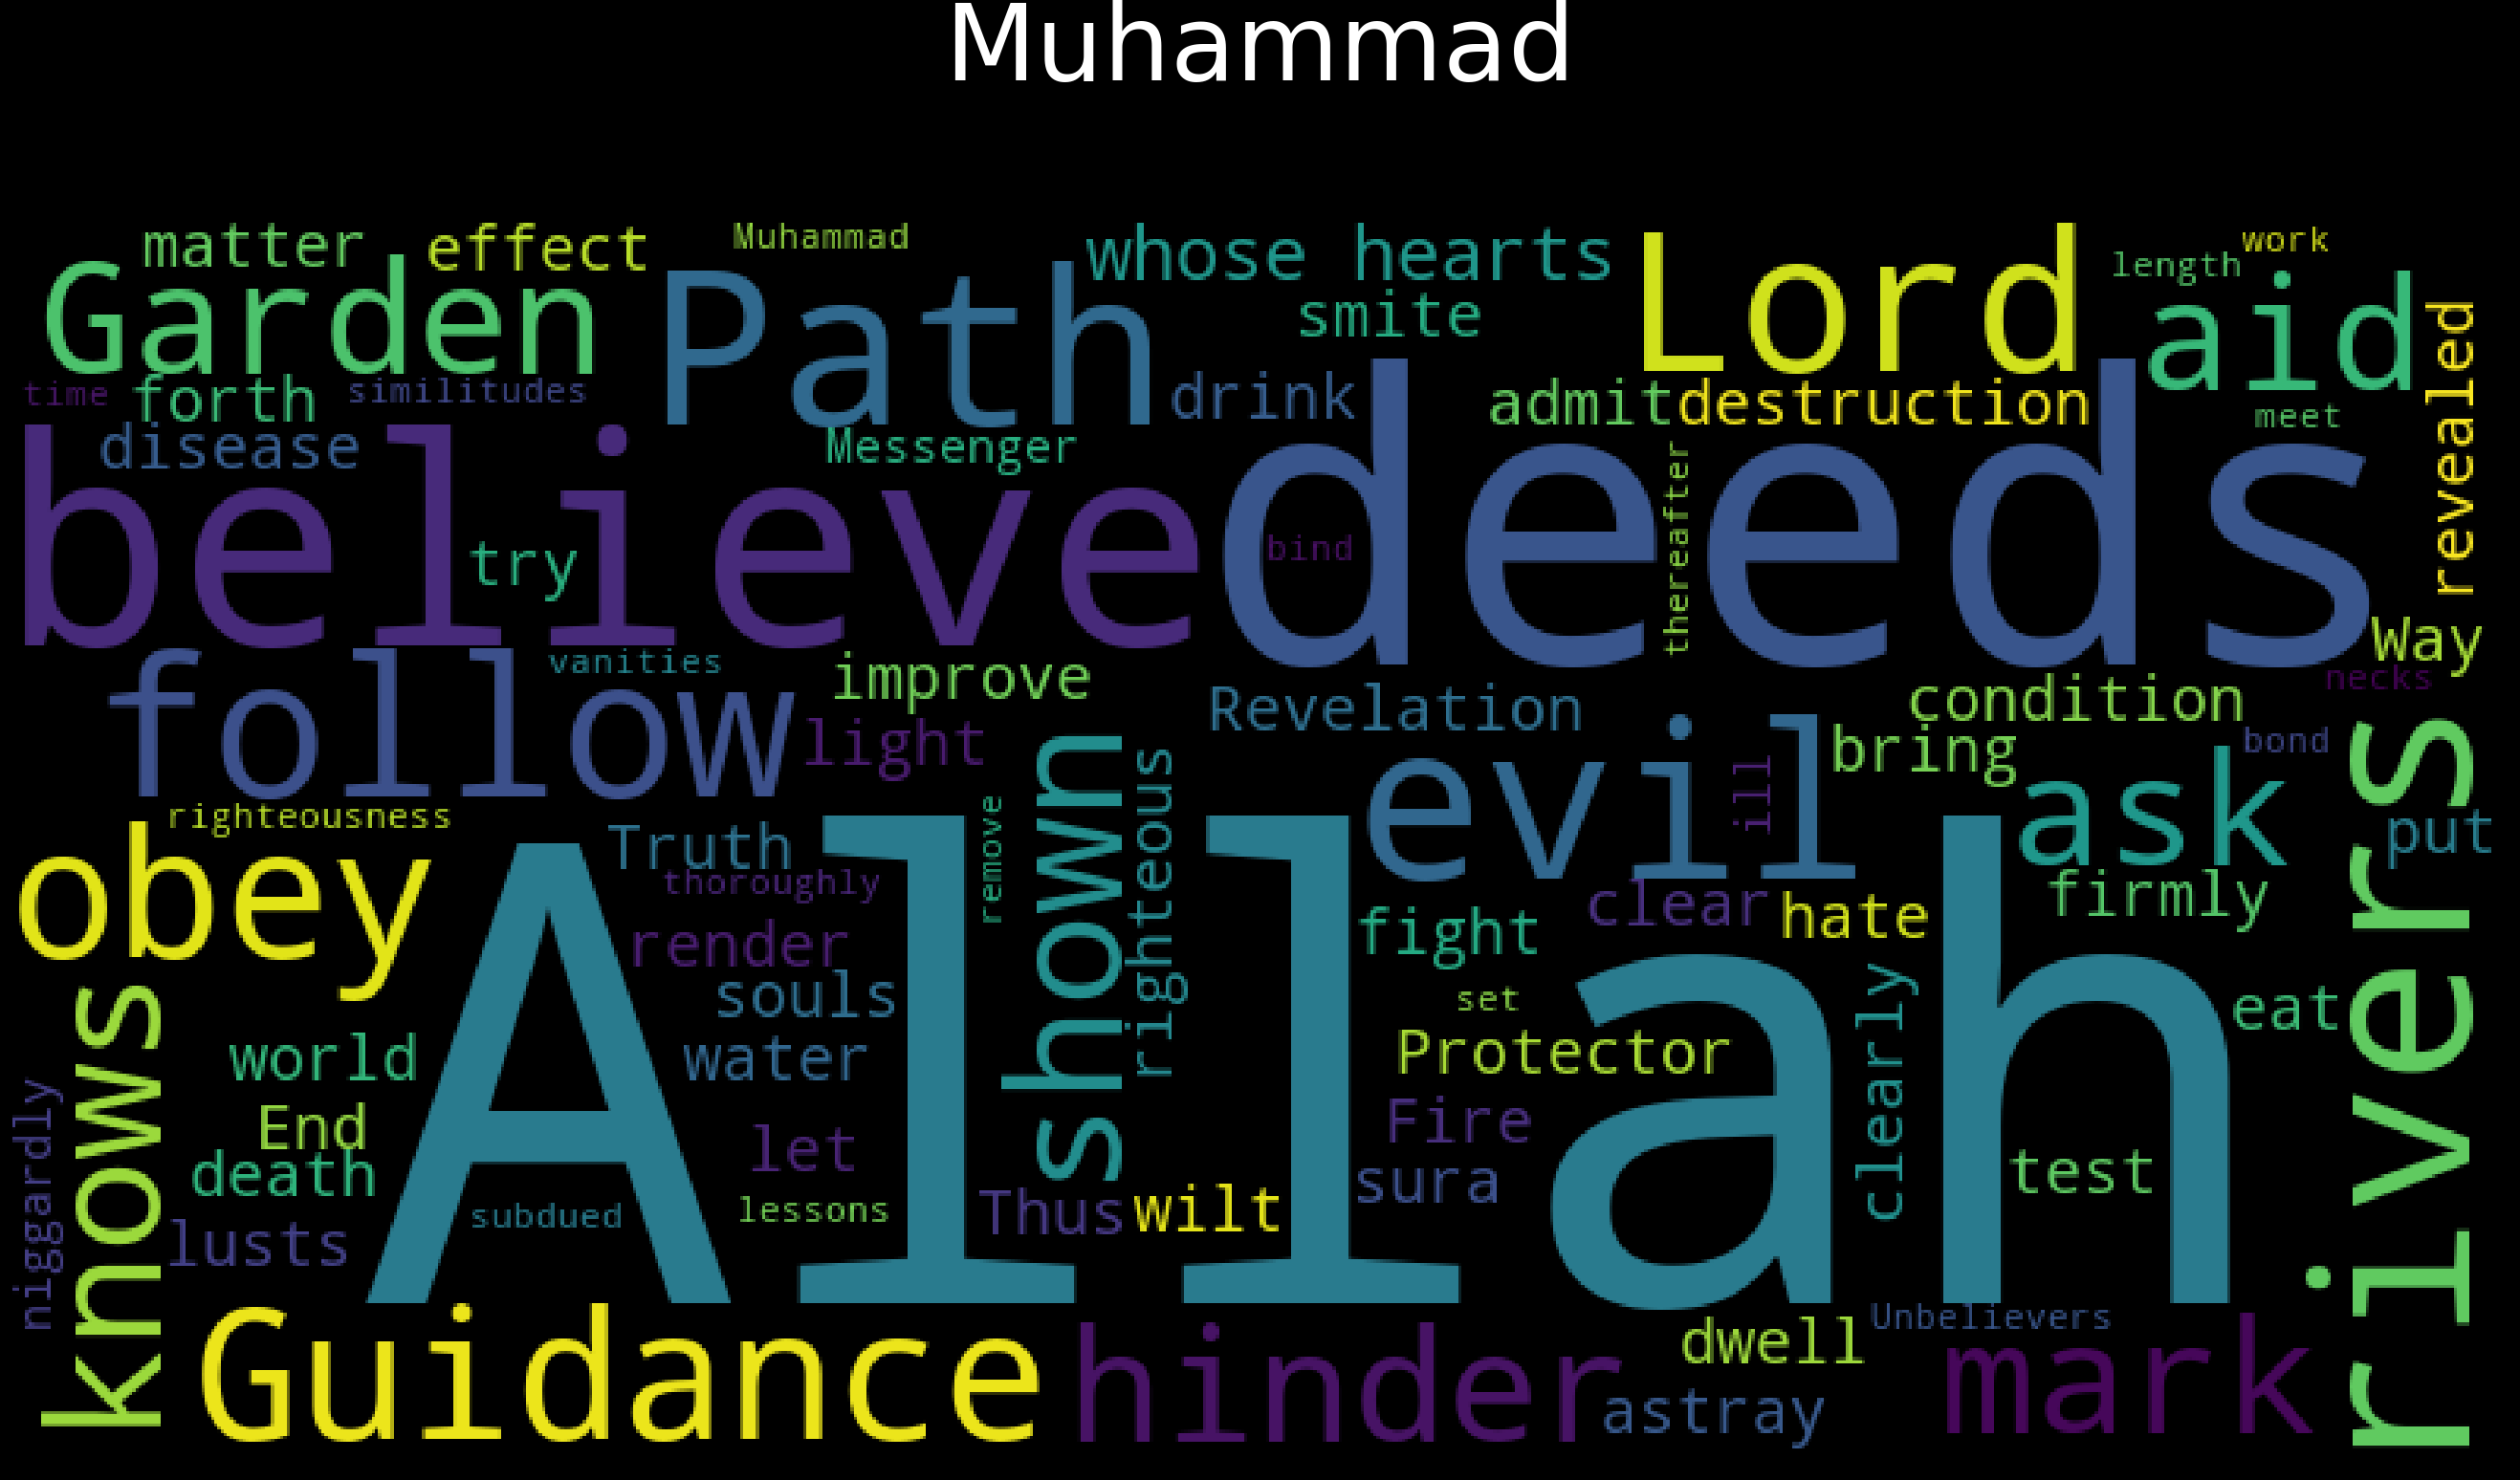 Muhammad
matter
effect
Muhammad
whose hearts
Lord
work
length
Garden
Path
smite
aid
revealed
time
forth
similitudes
drink
admit
destruction
meet
disease
Messenger
believe
deeds
try
bind
thereafter
Way
follow
vanities
improve
Revelation
condition
necks
light
shown
righteous
evil
ill
bring
bond
rivers
ask
put
righteousness
obey
Truth
remove
thoroughly
Allah
clear
hate
firmly
render
fight
knows
souls
set
clearly
eat
world
water
Protector
niggardly
End
let
Fire
death
sura
test
subdued
lessons
Thus
wilt
lusts
Guidance
hinder
dwell
Unbelievers
mark
astray